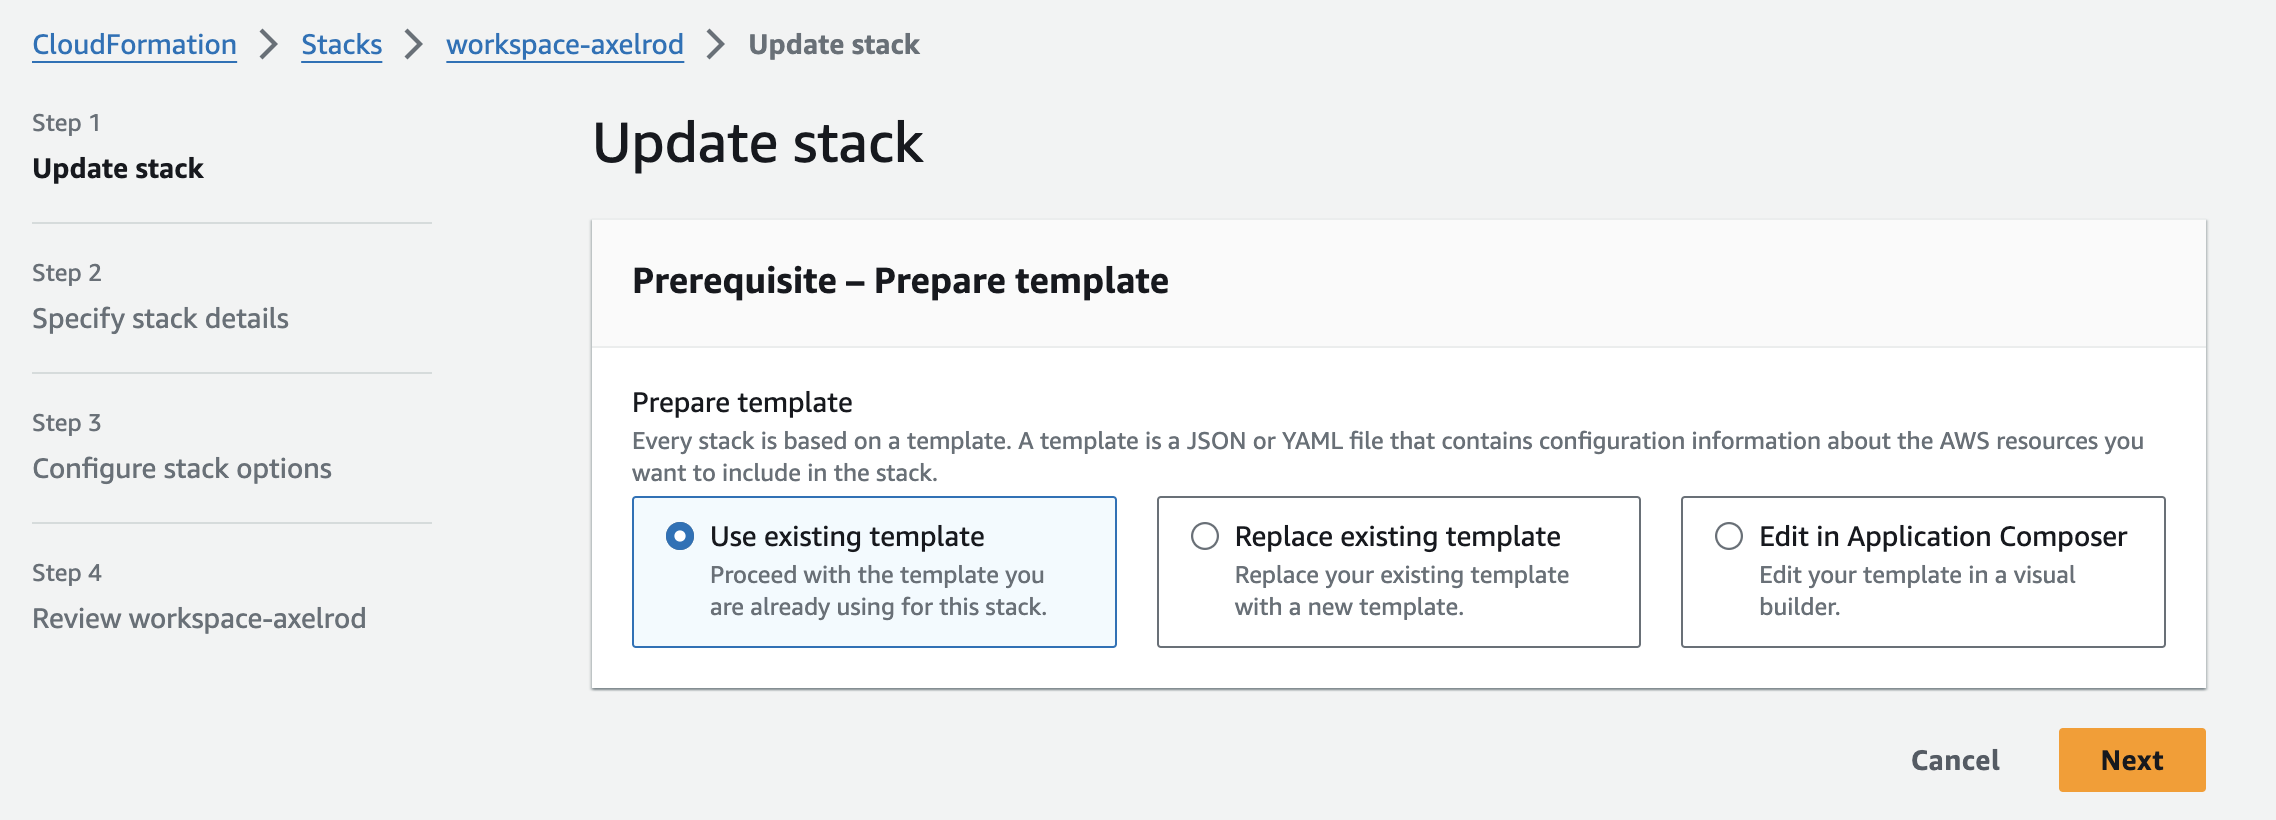 CloudFormation > Stacks > workspace-axelrod > Update stack
Step 1
Update stack
Step 2
Specify stack details
Step 3
Configure stack options
Step 4
Review workspace-axelrod
Update stack
Prerequisite – Prepare template
Prepare template
Every stack is based on a template. A template is a JSON or YAML file that contains configuration information about the AWS resources you
want to include in the stack.
Use existing template
Proceed with the template you
are already using for this stack.
Replace existing template
Replace your existing template
with a new template.
Edit in Application Composer
Edit your template in a visual
builder.
Cancel
Next